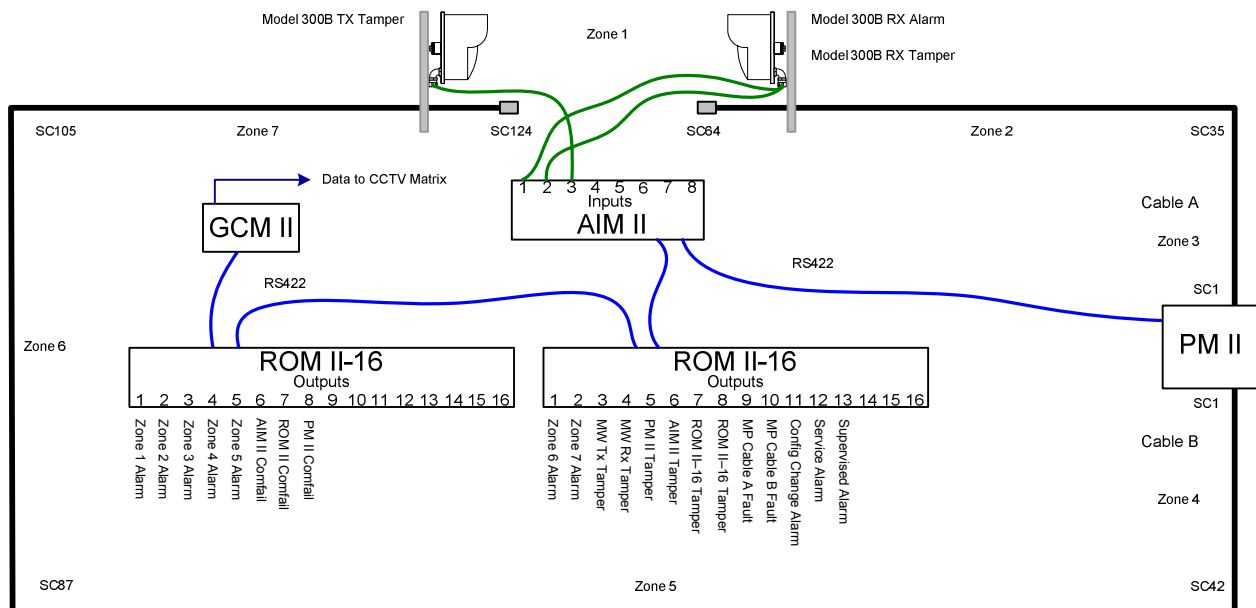 Model 300B TX Tamper
Model 300B RX Alarm
Zone 1
Model 300B RX Tamper
SC105
Zone 7
SC124
SC64
Zone 2
SC35
Data to CCTV Matrix
1 2 3 4 5 6 7 8
Inputs
AIM II
GCM II
Cable A
Zone 3
RS422
RS422
SC1
PM II
Zone 6
ROM II-16
Outputs
1 2 3 4 5 6 7 8 9 10 11 12 13 14 15 16
Zone 1 Alarm
Zone 2 Alarm
Zone 3 Alarm
Zone 4 Alarm
Zone 5 Alarm
AIM II Comfail
ROM II Comfail
PM II Comfail
ROM II-16
Outputs
1 2 3 4 5 6 7 8 9 10 11 12 13 14 15 16
Zone 6 Alarm
Zone 7 Alarm
MW Tx Tamper
MW Rx Tamper
PM II Tamper
AIM II Tamper
ROM II–16 Tamper
ROM II–16 Tamper
MP Cable A Fault
MP Cable B Fault
Config Change Alarm
Service Alarm
Supervised Alarm
SC1
Cable B
Zone 4
SC87
Zone 5
SC42